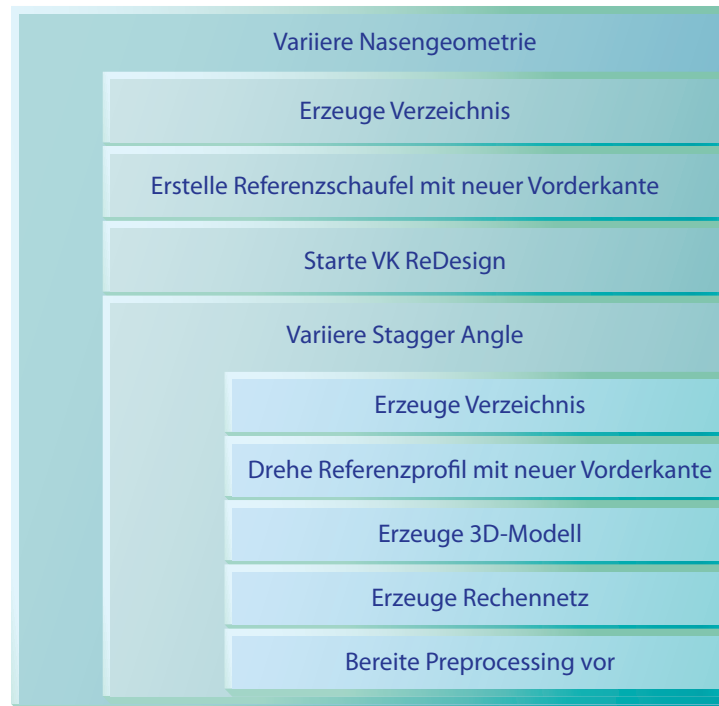 Variiere Nasengeometrie
Erzeuge Verzeichnis
Erstelle Referenzschaufel mit neuer Vorderkante
Starte VK ReDesign
Variiere Stagger Angle
Erzeuge Verzeichnis
Drehe Referenzprofil mit neuer Vorderkante
Erzeuge 3D-Modell
Erzeuge Rechennetz
Bereite Preprocessing vor